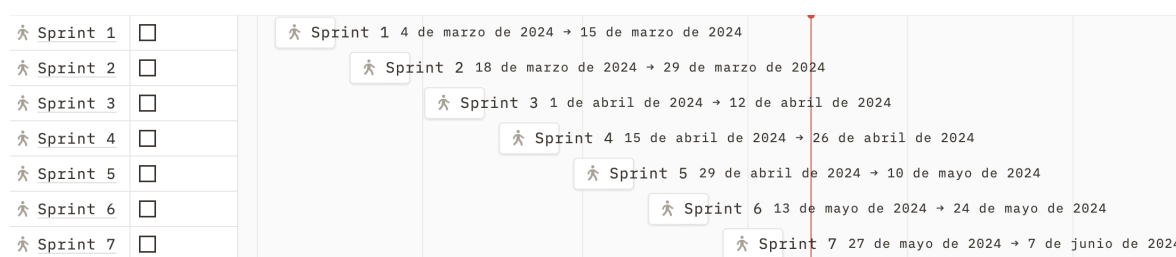 Sprint 1 Sprint 1 4 de marzo de 2024 → 15 de marzo de 2024
Sprint 2 Sprint 2 18 de marzo de 2024 → 29 de marzo de 2024
Sprint 3 Sprint 3 1 de abril de 2024 → 12 de abril de 2024
Sprint 4 Sprint 4 15 de abril de 2024 → 26 de abril de 2024
Sprint 5 Sprint 5 29 de abril de 2024 → 10 de mayo de 2024
Sprint 6 Sprint 6 13 de mayo de 2024 → 24 de mayo de 2024
Sprint 7 Sprint 7 27 de mayo de 2024 → 7 de junio de 2024